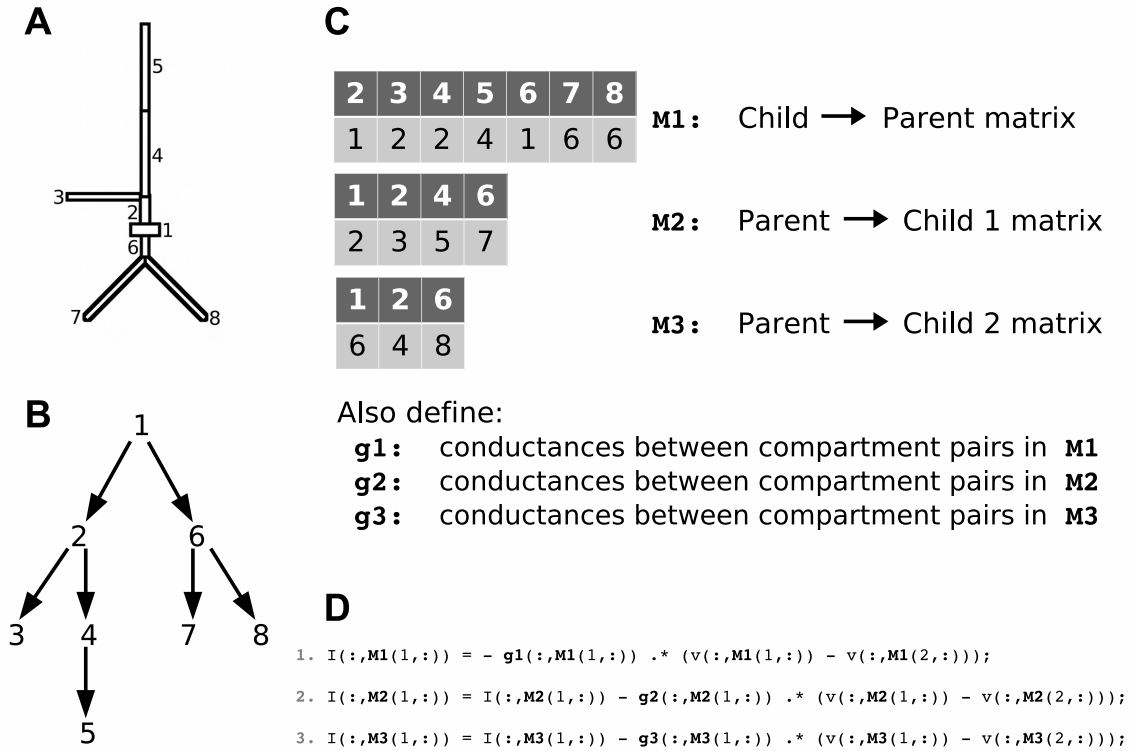 A
5
4
3
2
1
6
7
8
B
1
2
6
3
4
7
8
5
C
2 3 4 5 6 7 8
1 2 2 4 1 6 6
M1: Child → Parent matrix
1 2 4 6
2 3 5 7
M2: Parent → Child 1 matrix
1 2 6
6 4 8
M3: Parent → Child 2 matrix
Also define:
g1: conductances between compartment pairs in M1
g2: conductances between compartment pairs in M2
g3: conductances between compartment pairs in M3
D
1. I(:,M1(1,:)) = - g1(:,M1(1,:)) .* (v(:,M1(1,:)) - v(:,M1(2,:)));
2. I(:,M2(1,:)) = I(:,M2(1,:)) - g2(:,M2(1,:)) .* (v(:,M2(1,:)) - v(:,M2(2,:)));
3. I(:,M3(1,:)) = I(:,M3(1,:)) - g3(:,M3(1,:)) .* (v(:,M3(1,:)) - v(:,M3(2,:)));